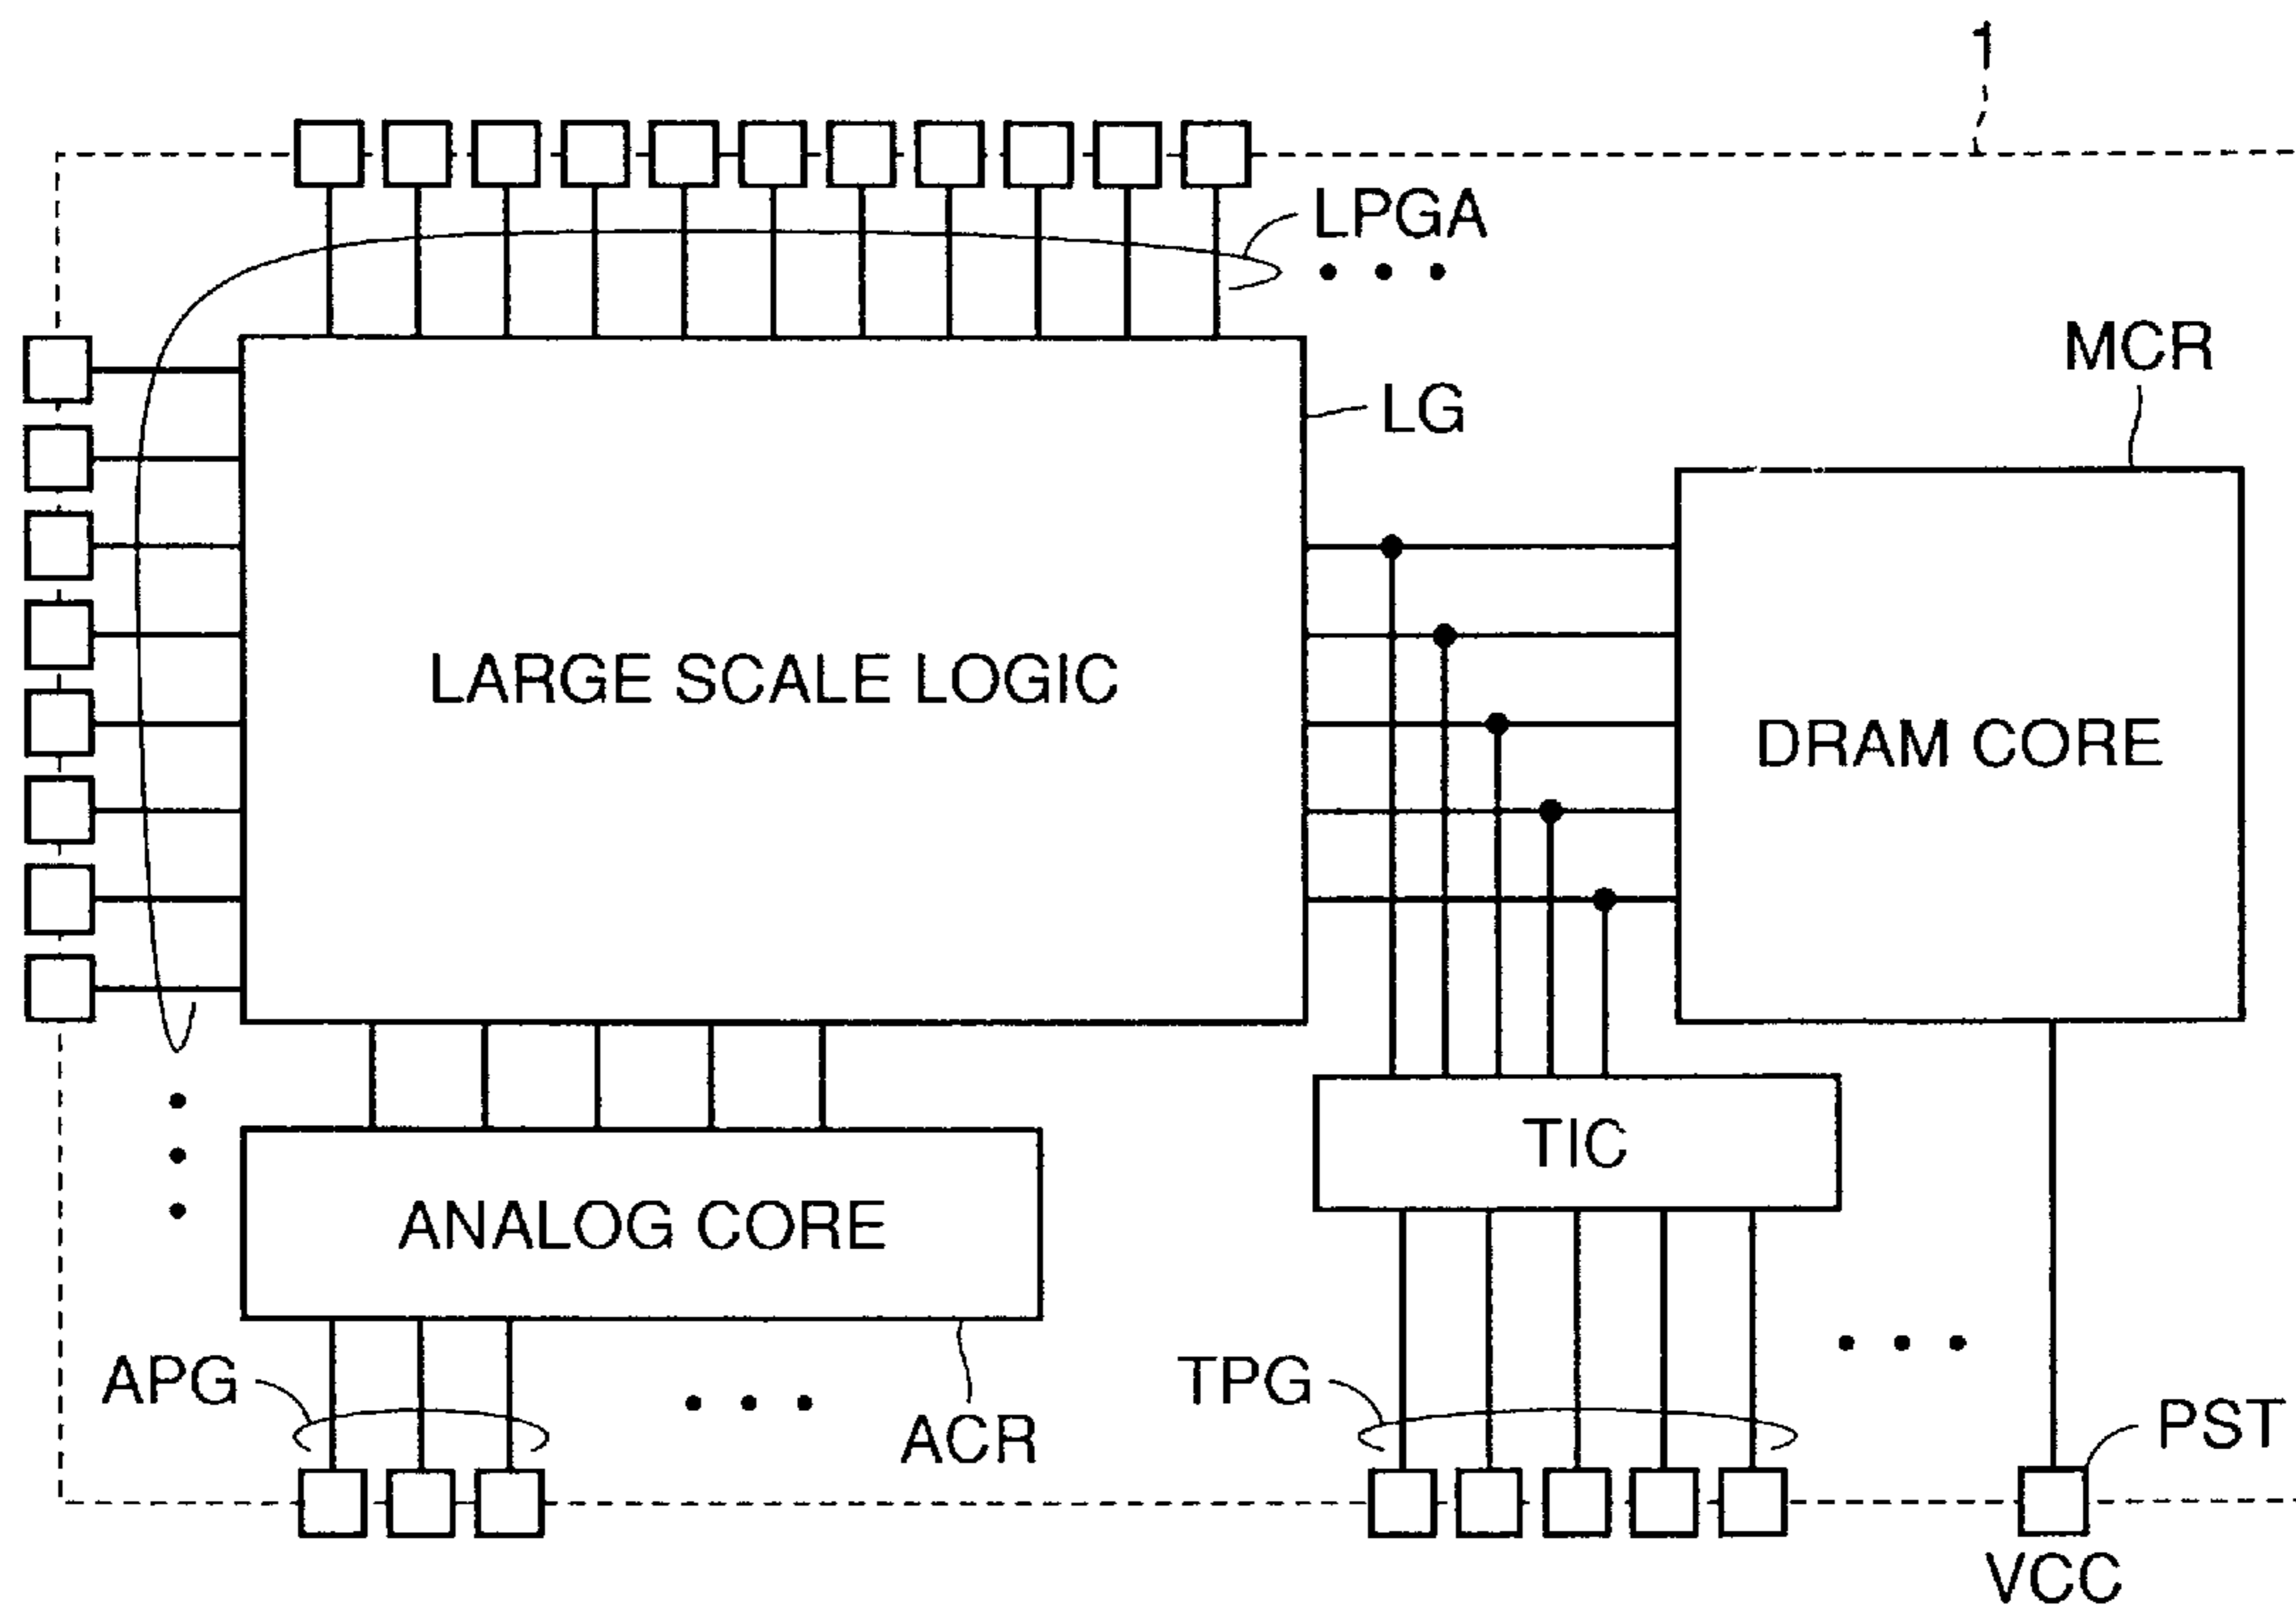 1
LPGA
MCR
LG
LARGE SCALE LOGIC
DRAM CORE
TIC
ANALOG CORE
APG
TPG
ACR
PST
VCC